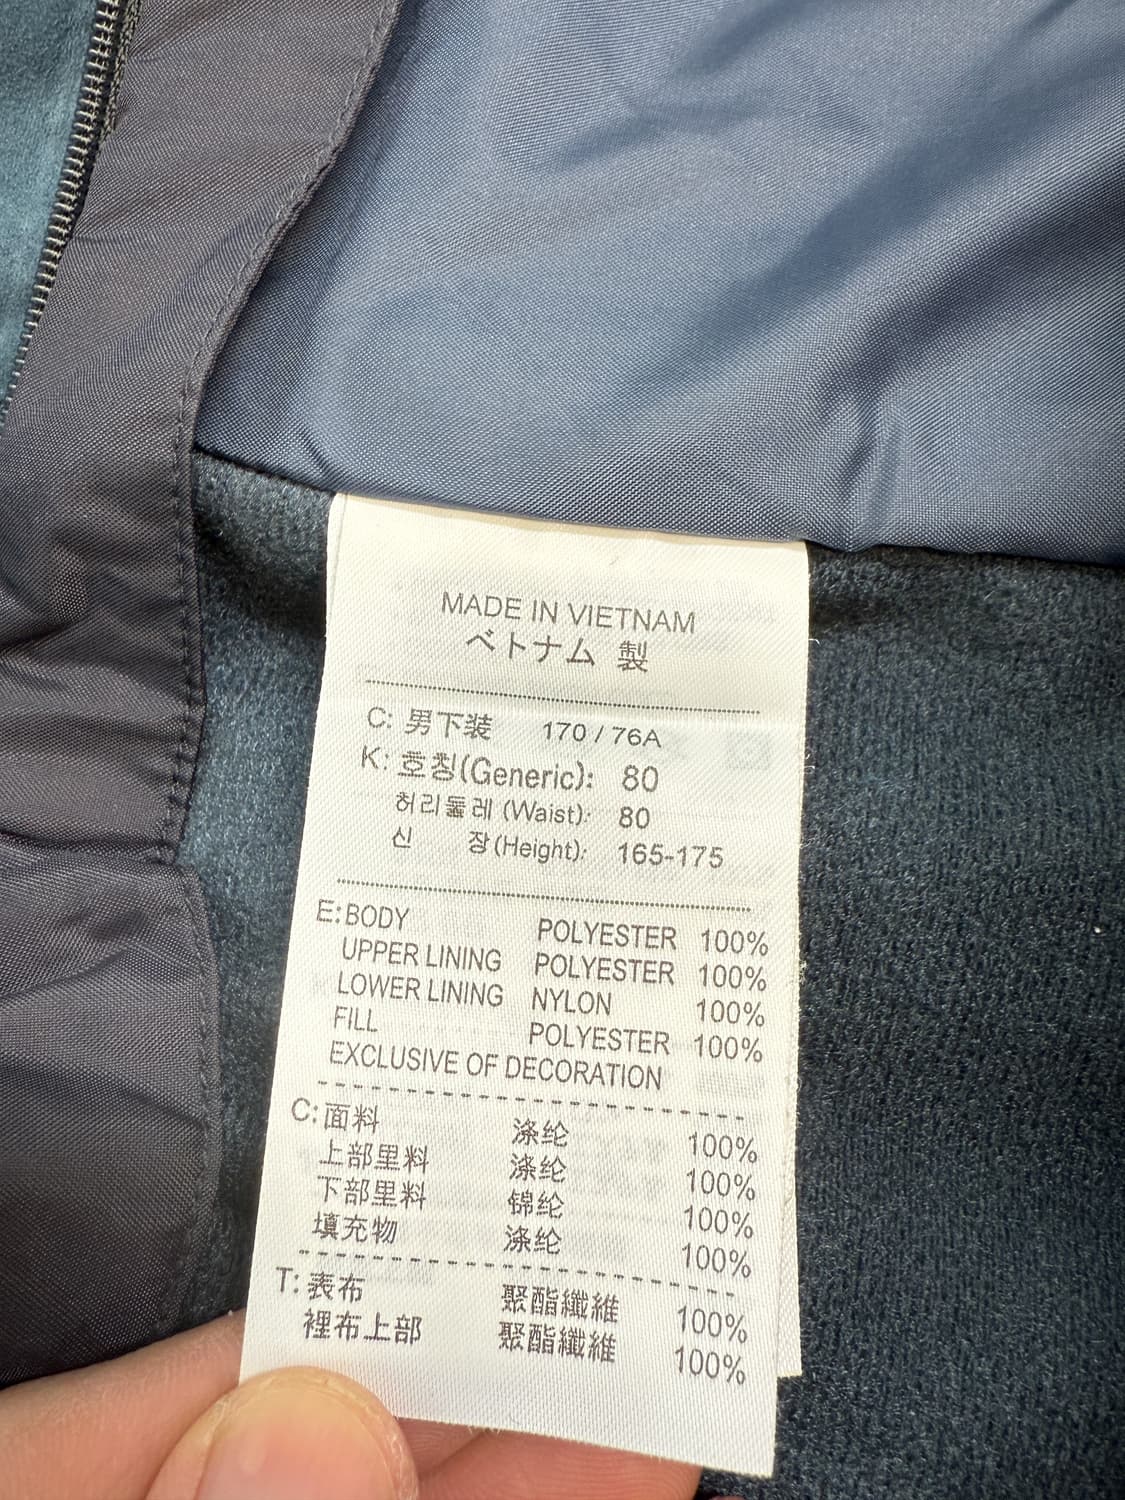 MADE IN VIETNAM
ベトナム 製
C: 男下装 170 / 76A
K: 호칭(Generic): 80
허리둘레 (Waist): 80
신 장(Height): 165-175
E:BODY POLYESTER 100%
UPPER LINING POLYESTER 100%
LOWER LINING NYLON 100%
FILL POLYESTER 100%
EXCLUSIVE OF DECORATION
C:面料 涤纶 100%
上部里料 涤纶 100%
下部里料 锦纶 100%
填充物 涤纶 100%
T:表布 聚酯纖維 100%
裡布上部 聚酯纖維 100%